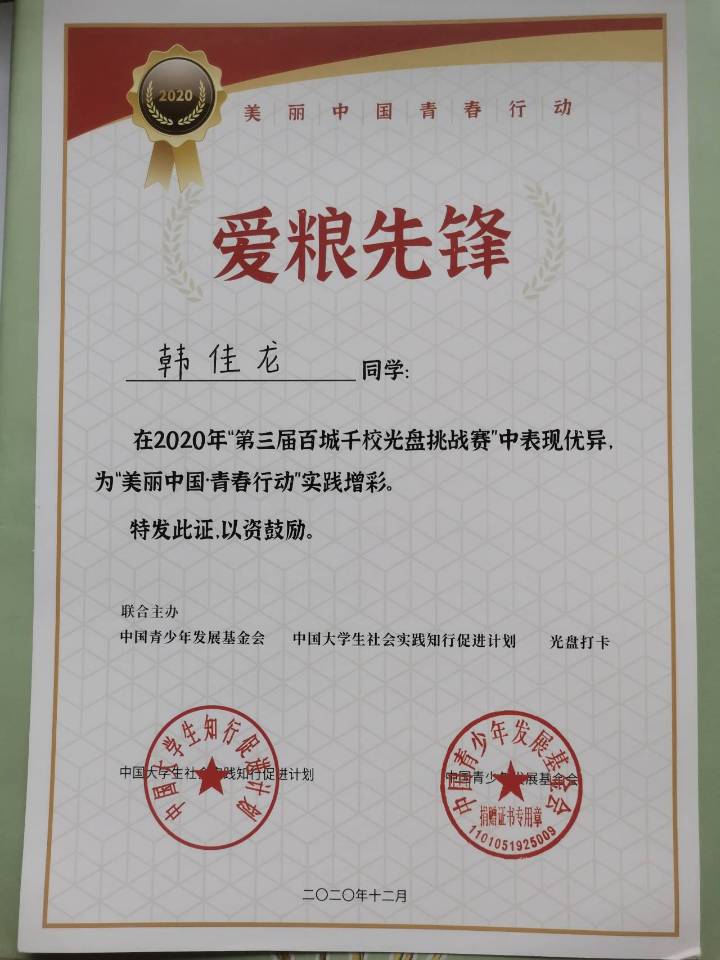 2020
美丽中国青春行动
爱粮先锋
韩佳龙 同学:
在2020年“第三届百城千校光盘挑战赛”中表现优异,
为“美丽中国·青春行动”实践增彩。
特发此证,以资鼓励。
联合主办
中国青少年发展基金会 中国大学生社会实践知行促进计划 光盘打卡
中国大学生知行促进计划
中国大学生社会实践知行促进计划
中国青少年发展基金会
中国青少年发展基金会
捐赠证书专用章
1101051925009
二〇二〇年十二月